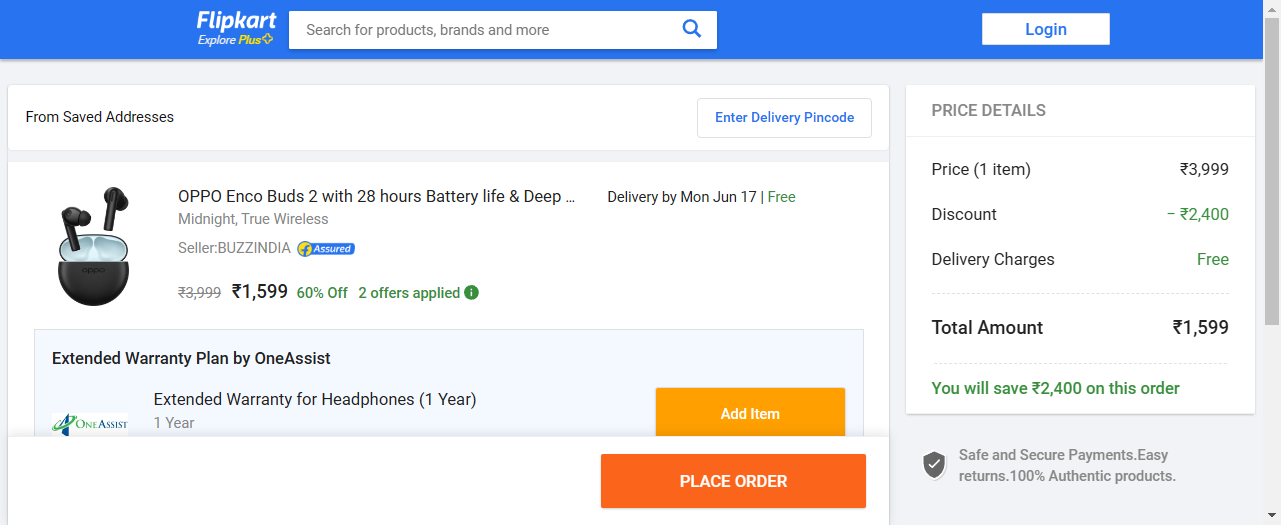 Flipkart
Explore Plus
Search for products, brands and more
Login
From Saved Addresses
Enter Delivery Pincode
OPPO Enco Buds 2 with 28 hours Battery life & Deep ...
Midnight, True Wireless
Seller:BUZZINDIA
f Assured
₹3,999 ₹1,599 60% Off 2 offers applied
Delivery by Mon Jun 17 | Free
oppo
Extended Warranty Plan by OneAssist
OneAssist
Extended Warranty for Headphones (1 Year)
1 Year
Add Item
PLACE ORDER
PRICE DETAILS
Price (1 item) ₹3,999
Discount − ₹2,400
Delivery Charges Free
Total Amount ₹1,599
You will save ₹2,400 on this order
Safe and Secure Payments.Easy
returns.100% Authentic products.